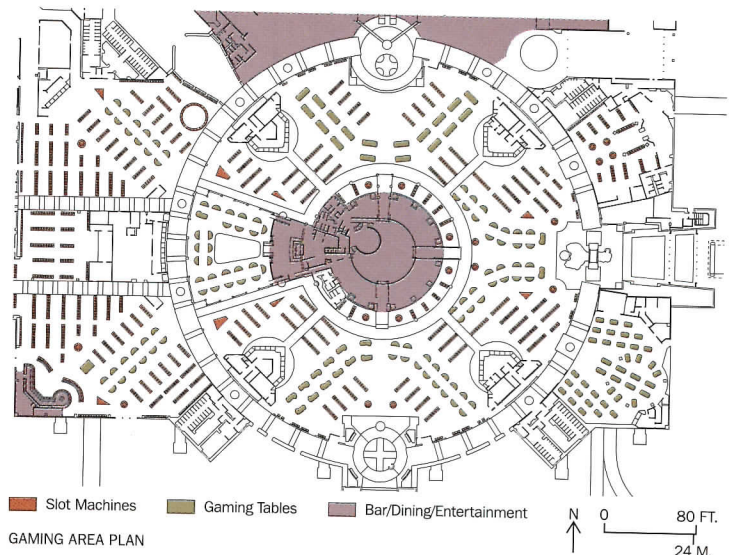 Slot Machines
Gaming Tables
Bar/Dining/Entertainment
GAMING AREA PLAN
N
0
80 FT.
24 M.